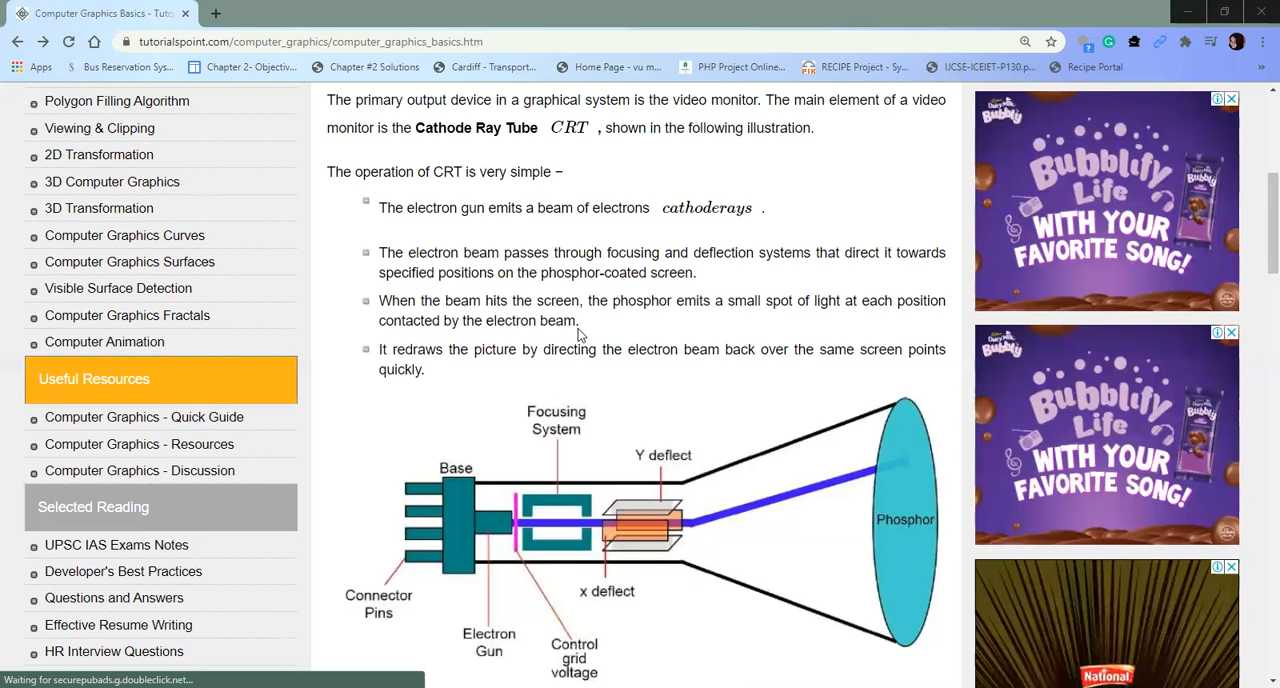 Computer Graphics Basics - Tuto
tutorialspoint.com/computer_graphics/computer_graphics_basics.htm
Apps
Bus Reservation Sys...
Chapter 2- Objectiv...
Chapter #2 Solutions
Cardiff - Transport...
Home Page - vu m...
PHP Project Online...
RECIPE Project - Sy...
UCSE-ICEIET-P130.p...
Recipe Portal
»
Polygon Filling Algorithm
Viewing & Clipping
2D Transformation
3D Computer Graphics
3D Transformation
Computer Graphics Curves
Computer Graphics Surfaces
Visible Surface Detection
Computer Graphics Fractals
Computer Animation
Useful Resources
Computer Graphics - Quick Guide
Computer Graphics - Resources
Computer Graphics - Discussion
Selected Reading
UPSC IAS Exams Notes
Developer's Best Practices
Questions and Answers
Effective Resume Writing
HR Interview Questions
Waiting for securepubads.g.doubleclick.net...
The primary output device in a graphical system is the video monitor. The main element of a video
monitor is the Cathode Ray Tube CRT , shown in the following illustration.
The operation of CRT is very simple −
The electron gun emits a beam of electrons cathoderays .
The electron beam passes through focusing and deflection systems that direct it towards
specified positions on the phosphor-coated screen.
When the beam hits the screen, the phosphor emits a small spot of light at each position
contacted by the electron beam.
It redraws the picture by directing the electron beam back over the same screen points
quickly.
Focusing
System
Y deflect
Base
Phosphor
x deflect
Connector
Pins
Electron
Gun
Control
grid
voltage
Bubbly
Bubblify
Life
WITH YOUR
FAVORITE SONG!
Bubbly
Bubblify
Life
WITH YOUR
FAVORITE SONG!
National